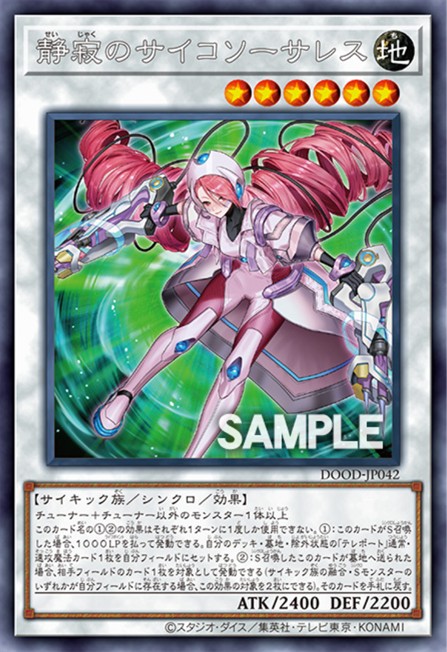 静寂のサイコソーサレス
地
SAMPLE
DOOD-JP042
【サイキック族／シンクロ／効果】
チューナー＋チューナー以外のモンスター1体以上
このカード名の①②の効果はそれぞれ1ターンに1度しか使用できない。①：このカードがS召喚
した場合、1000LPを払って発動できる。自分のデッキ・墓地・除外状態の「テレポート」通常・
速攻魔法カード1枚を自分フィールドにセットする。②：S召喚したこのカードが墓地へ送られた
場合、相手フィールドのカード1枚を対象として発動できる（サイキック族の融合・Sモンスターの
いずれかが自分フィールドに存在する場合、この効果の対象を2枚にできる）。そのカードを手札に戻す。
ATK/2400 DEF/2200
©スタジオ・ダイス／集英社・テレビ東京・KONAMI